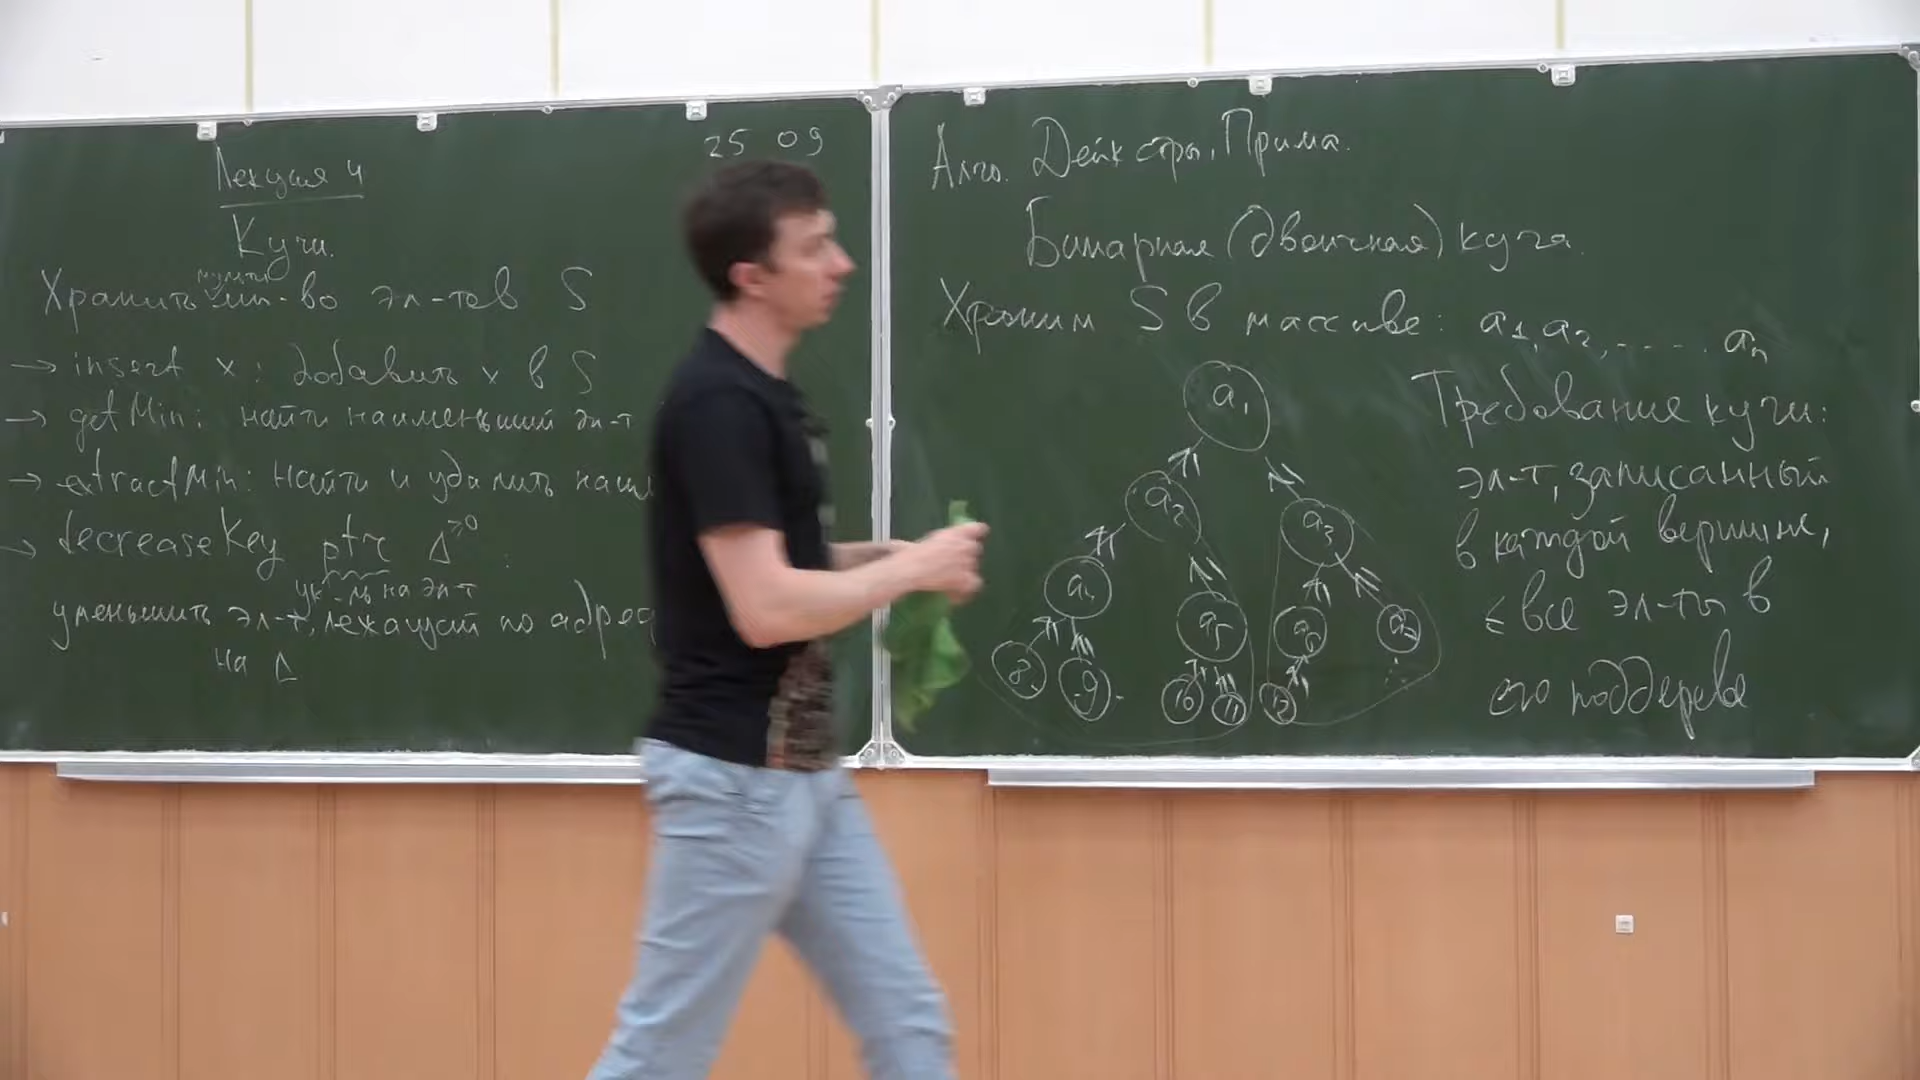 25 09
Лекция 4
Кучи.
мульти
Хранить мн-во эл-тов S
→ insert x: добавить x в S
→ getMin: найти наименьший эл-т
→ extractMin: найти и удалить наим
→ decreaseKey ptr Δ≥0 :
ук-ль на эл-т
уменьшить эл-т, лежащий по адрес
на Δ
Алго. Дейкстры, Прима.
Бинарная (двоичная) куча.
Храним S в массиве: a1, a2, ..... an
Требование кучи:
эл-т, записанный
в каждой вершине,
≤ все эл-ты в
его поддереве
a1
a2 a3
a4 a5 a6 a7
8 9 10 11 12